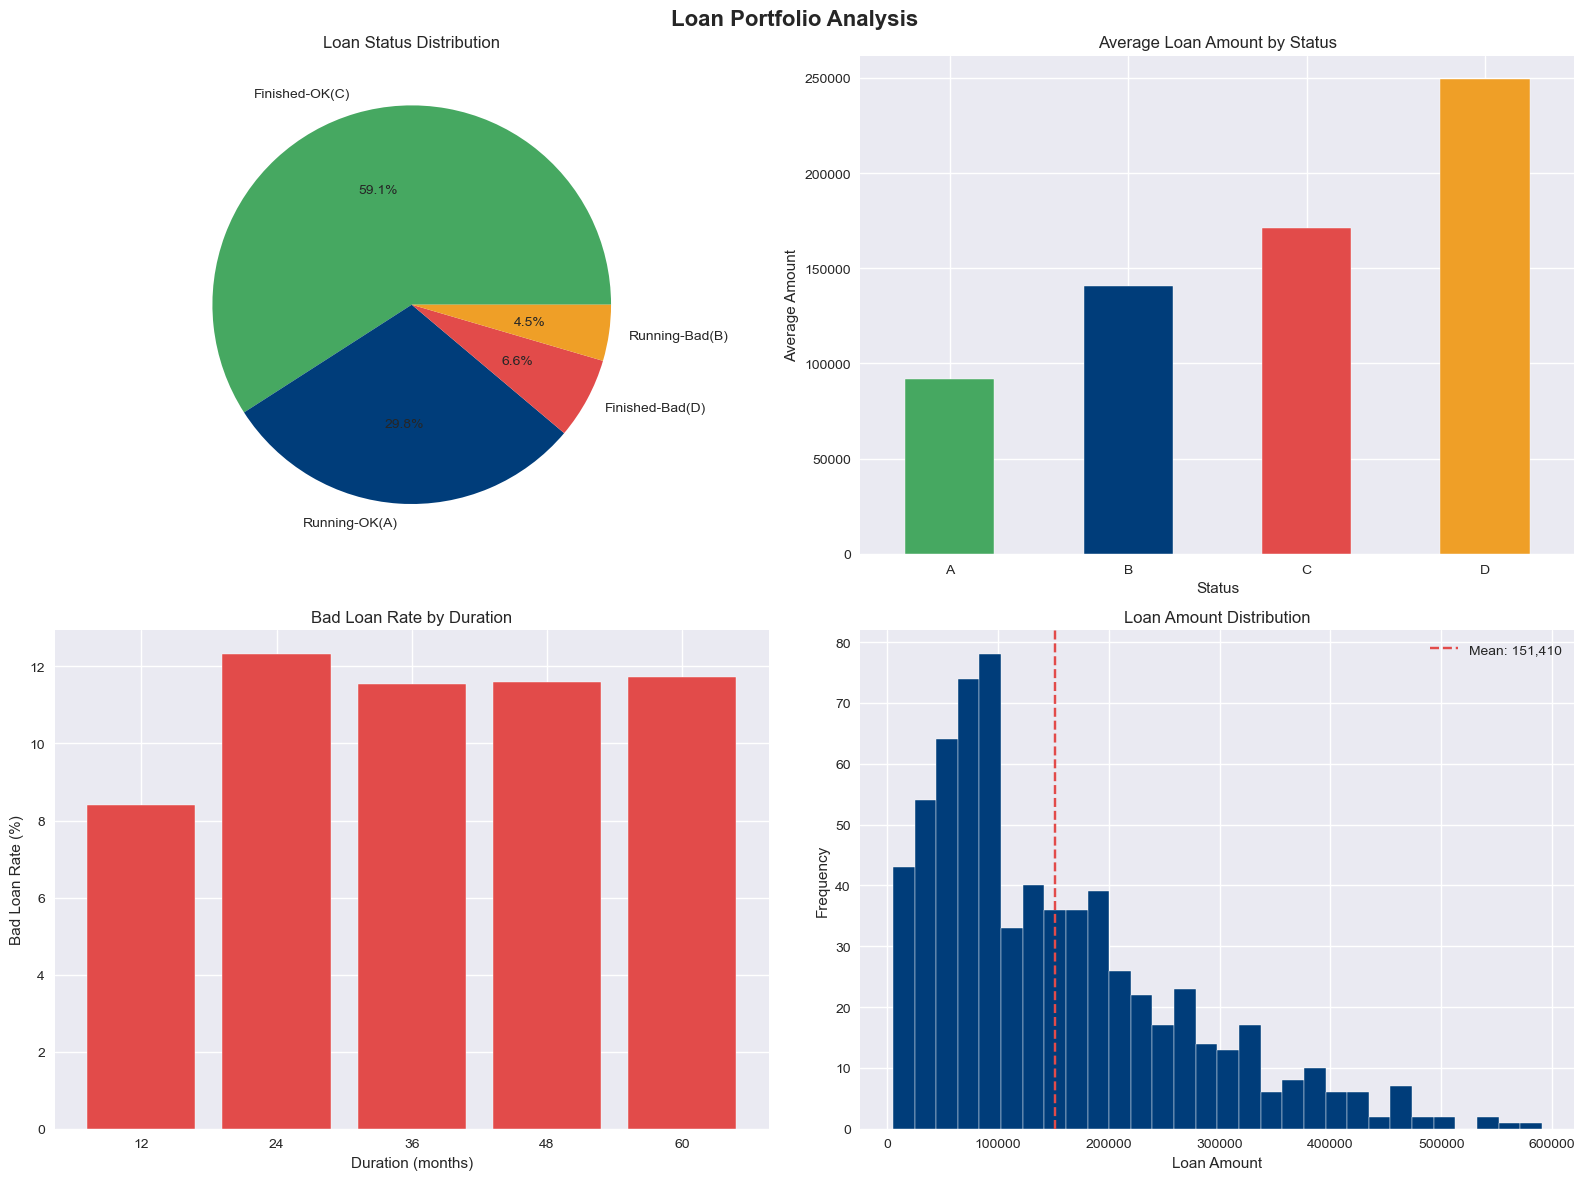 Loan Portfolio Analysis
Loan Status Distribution
Finished-OK(C)
59.1%
4.5%
Running-Bad(B)
6.6%
Finished-Bad(D)
29.8%
Running-OK(A)
Average Loan Amount by Status
Average Amount
250000
200000
150000
100000
50000
0
A B C D
Status
Bad Loan Rate by Duration
Bad Loan Rate (%)
12
10
8
6
4
2
0
12 24 36 48 60
Duration (months)
Loan Amount Distribution
Mean: 151,410
Frequency
80
70
60
50
40
30
20
10
0
0 100000 200000 300000 400000 500000 600000
Loan Amount